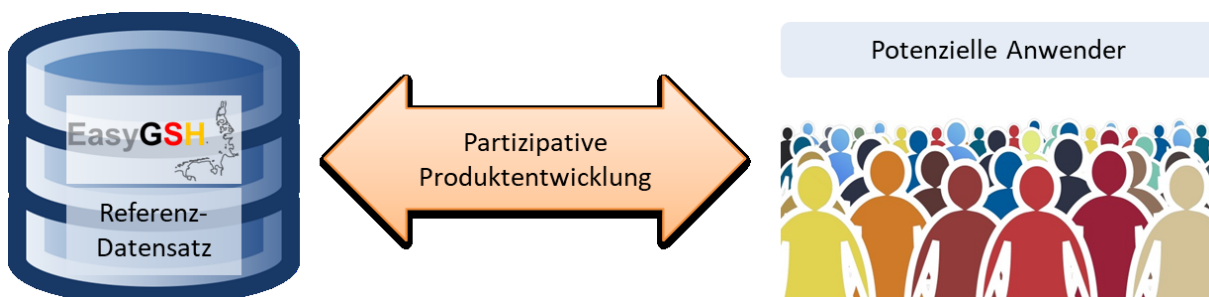 EasyGSH
Referenz-
Datensatz
Partizipative
Produktentwicklung
Potenzielle Anwender